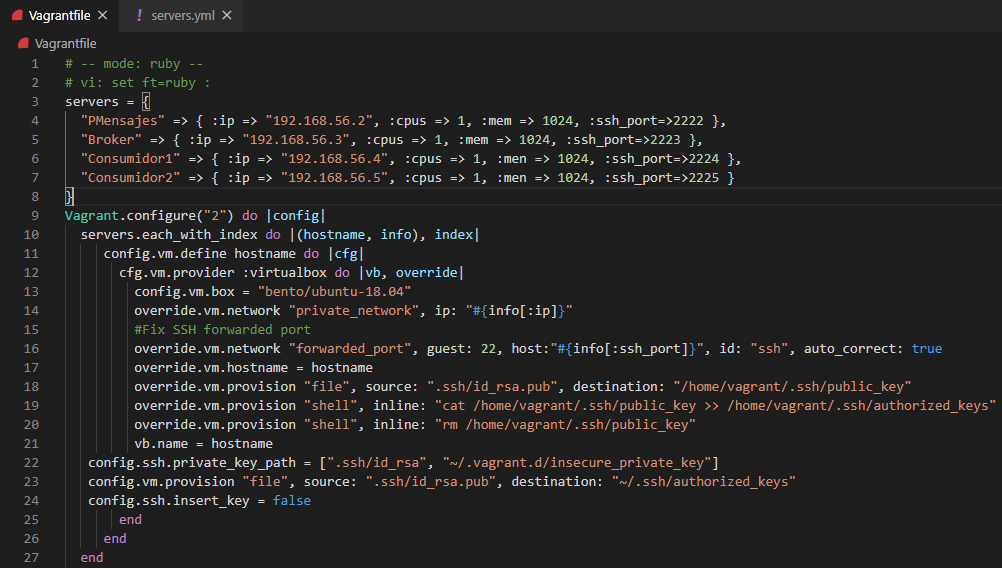 Vagrantfile × ! servers.yml ×
Vagrantfile
1 # -- mode: ruby --
2 # vi: set ft=ruby :
3 servers = {
4 "PMensajes" => { :ip => "192.168.56.2", :cpus => 1, :mem => 1024, :ssh_port=>2222 },
5 "Broker" => { :ip => "192.168.56.3", :cpus => 1, :mem => 1024, :ssh_port=>2223 },
6 "Consumidor1" => { :ip => "192.168.56.4", :cpus => 1, :men => 1024, :ssh_port=>2224 },
7 "Consumidor2" => { :ip => "192.168.56.5", :cpus => 1, :men => 1024, :ssh_port=>2225 }
8 }
9 Vagrant.configure("2") do |config|
10 servers.each_with_index do |(hostname, info), index|
11 config.vm.define hostname do |cfg|
12 cfg.vm.provider :virtualbox do |vb, override|
13 config.vm.box = "bento/ubuntu-18.04"
14 override.vm.network "private_network", ip: "#{info[:ip]}"
15 #Fix SSH forwarded port
16 override.vm.network "forwarded_port", guest: 22, host:"#{info[:ssh_port]}", id: "ssh", auto_correct: true
17 override.vm.hostname = hostname
18 override.vm.provision "file", source: ".ssh/id_rsa.pub", destination: "/home/vagrant/.ssh/public_key"
19 override.vm.provision "shell", inline: "cat /home/vagrant/.ssh/public_key >> /home/vagrant/.ssh/authorized_keys"
20 override.vm.provision "shell", inline: "rm /home/vagrant/.ssh/public_key"
21 vb.name = hostname
22 config.ssh.private_key_path = [".ssh/id_rsa", "~/.vagrant.d/insecure_private_key"]
23 config.vm.provision "file", source: ".ssh/id_rsa.pub", destination: "~/.ssh/authorized_keys"
24 config.ssh.insert_key = false
25 end
26 end
27 end